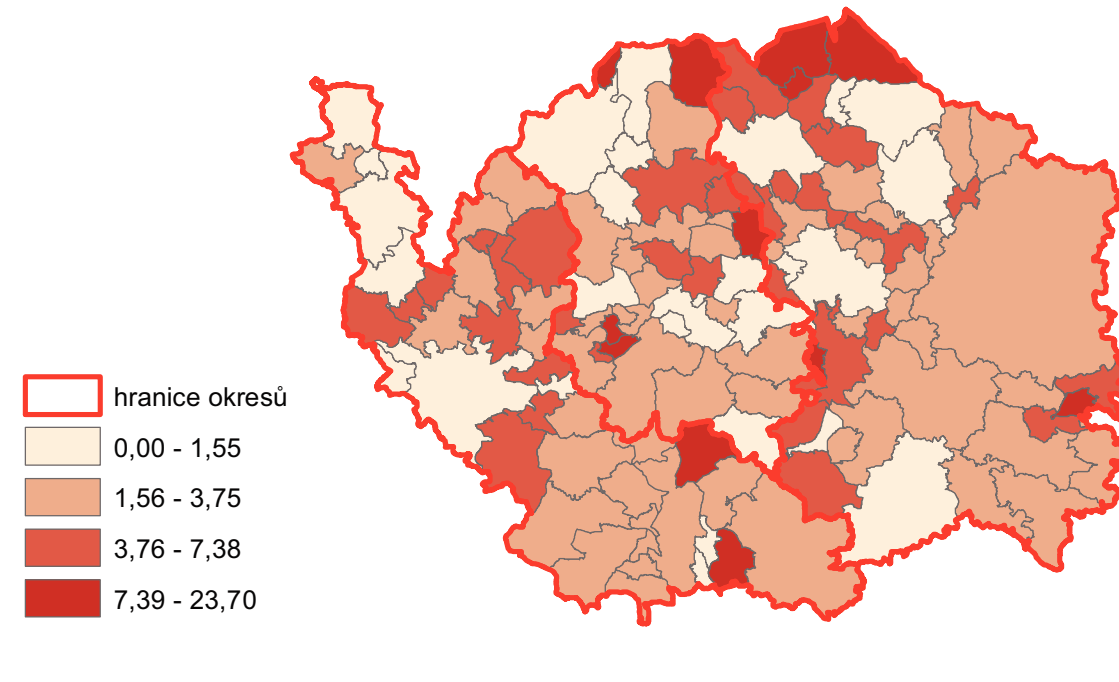 hranice okresů
0,00 - 1,55
1,56 - 3,75
3,76 - 7,38
7,39 - 23,70